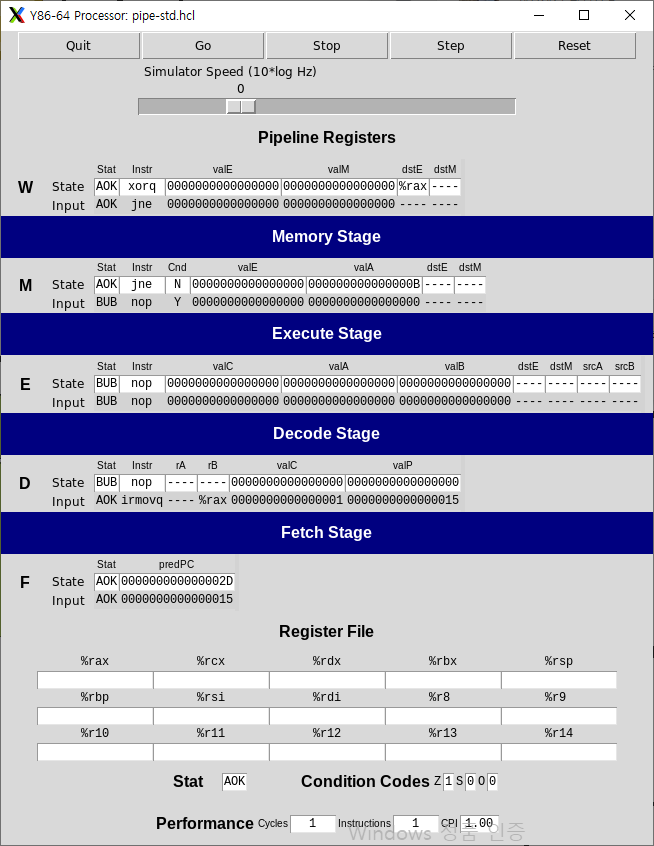 Y86-64 Processor: pipe-std.hcl
Quit Go Stop Step Reset
Simulator Speed (10*log Hz)
0
Pipeline Registers
Stat Instr valE valM dstE dstM
W State AOK xorq 0000000000000000 0000000000000000 %rax ----
Input AOK jne 0000000000000000 0000000000000000 ---- ----
Memory Stage
Stat Instr Cnd valE valA dstE dstM
M State AOK jne N 0000000000000000 000000000000000B ---- ----
Input BUB nop Y 0000000000000000 0000000000000000 ---- ----
Execute Stage
Stat Instr valC valA valB dstE dstM srcA srcB
E State BUB nop 0000000000000000 0000000000000000 0000000000000000 ---- ---- ---- ----
Input BUB nop 0000000000000000 0000000000000000 0000000000000000 ---- ---- ---- ----
Decode Stage
Stat Instr rA rB valC valP
D State BUB nop ---- ---- 0000000000000000 0000000000000000
Input AOK irmovq ---- %rax 0000000000000001 0000000000000015
Fetch Stage
Stat predPC
F State AOK 000000000000002D
Input AOK 0000000000000015
Register File
%rax %rcx %rdx %rbx %rsp
%rbp %rsi %rdi %r8 %r9
%r10 %r11 %r12 %r13 %r14
Stat AOK Condition Codes Z 1 S 0 O 0
Performance Cycles 1 Instructions 1 CPI 1.00
Windows 정품 인증